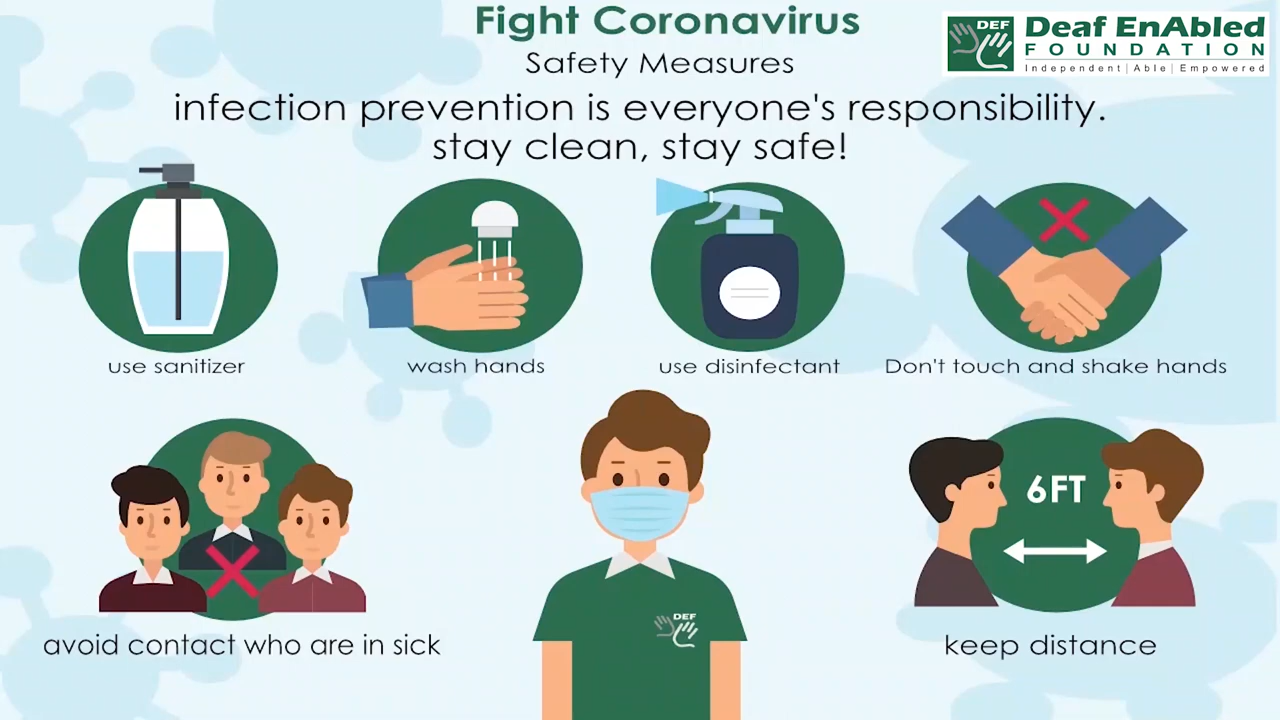 Fight Coronavirus
Safety Measures
DEF
Deaf EnAbled
FOUNDATION
Independent | Able | Empowered
infection prevention is everyone's responsibility.
stay clean, stay safe!
use sanitizer
wash hands
use disinfectant
Don't touch and shake hands
6FT
DEF
avoid contact who are in sick
keep distance